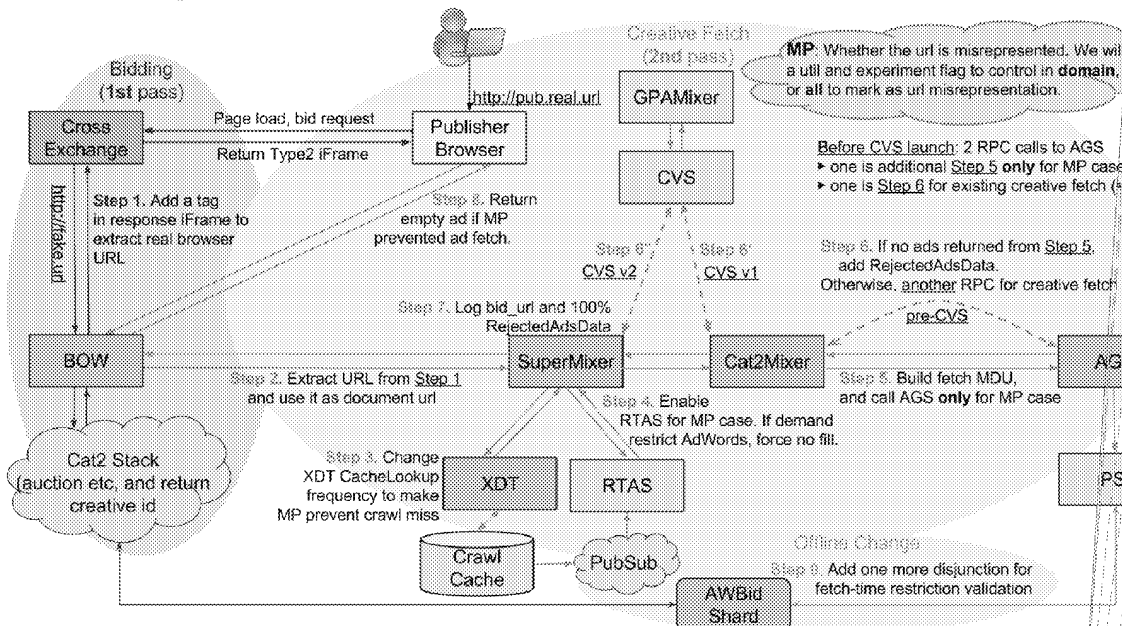 Bidding
(1st pass)
Creative Fetch
(2nd pass)
MP: Whether the url is misrepresented. We wil
a util and experiment flag to control in domain,
or all to mark as url misrepresentation.
http://pub.real.url
GPAMixer
Cross
Exchange
Page load, bid request
Return Type2 iFrame
Publisher
Browser
CVS
Before CVS launch: 2 RPC calls to AGS
▸ one is additional Step 5 only for MP case
▸ one is Step 6 for existing creative fetch (
http://fake.url
Step 1. Add a tag
in response iFrame to
extract real browser
URL
Step 8. Return
empty ad if MP
prevented ad fetch.
Step 6"
CVS v2
Step 6'
CVS v1
Step 6. If no ads returned from Step 5,
add RejectedAdsData.
Otherwise, another RPC for creative fetch
pre-CVS
Step 7. Log bid_url and 100%
RejectedAdsData
BOW
SuperMixer
Cat2Mixer
AG
Step 2. Extract URL from Step 1
and use it as document url
Step 4. Enable
RTAS for MP case. If demand
restrict AdWords, force no fill.
Step 5. Build fetch MDU,
and call AGS only for MP case
Cat2 Stack
(auction etc, and return
creative id
Step 3. Change
XDT CacheLookup
frequency to make
MP prevent crawl miss
XDT
RTAS
PS
Crawl
Cache
PubSub
Offline Change
Step 9. Add one more disjunction for
fetch-time restriction validation
AWBid
Shard